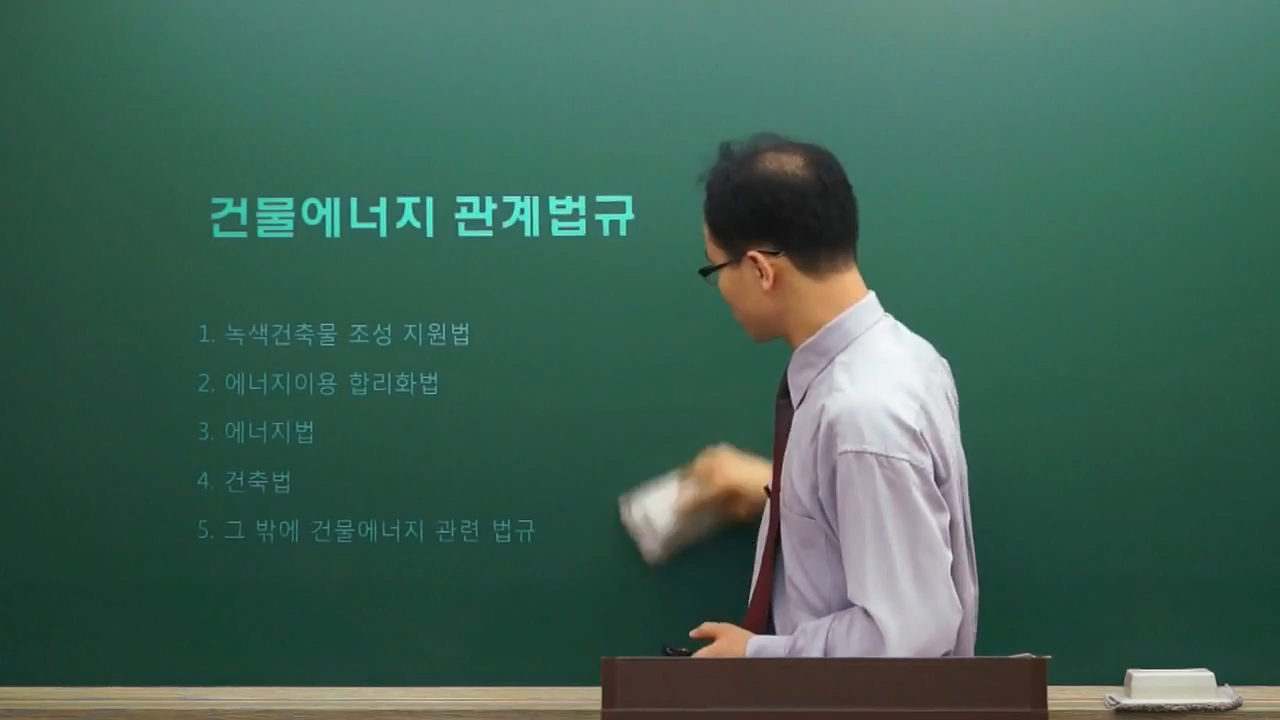 건물에너지 관계법규
1. 녹색건축물 조성 지원법
2. 에너지이용 합리화법
3. 에너지법
4. 건축법
5. 그 밖에 건물에너지 관련 법규